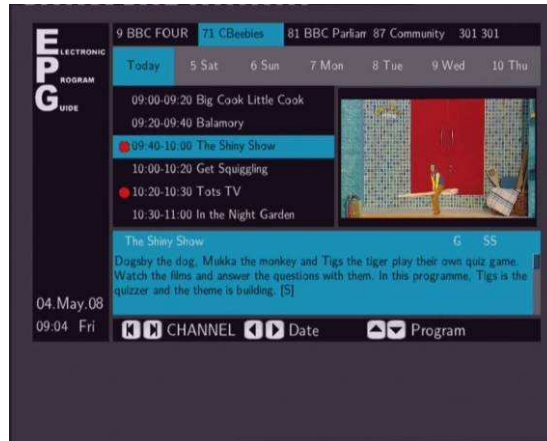 ELECTRONIC
PROGRAM
GUIDE
9 BBC FOUR 71 CBeebies 81 BBC Parliam 87 Community 301 301
Today 5 Sat 6 Sun 7 Mon 8 Tue 9 Wed 10 Thu
09:00-09:20 Big Cook Little Cook
09:20-09:40 Balamory
09:40-10:00 The Shiny Show
10:00-10:20 Get Squiggling
10:20-10:30 Tots TV
10:30-11:00 In the Night Garden
The Shiny Show G SS
Dogsby the dog, Mukka the monkey and Tigs the tiger play their own quiz game.
Watch the films and answer the questions with them. In this programme, Tigs is the
quizzer and the theme is building. [S]
04.May.08
09:04 Fri
CHANNEL Date Program